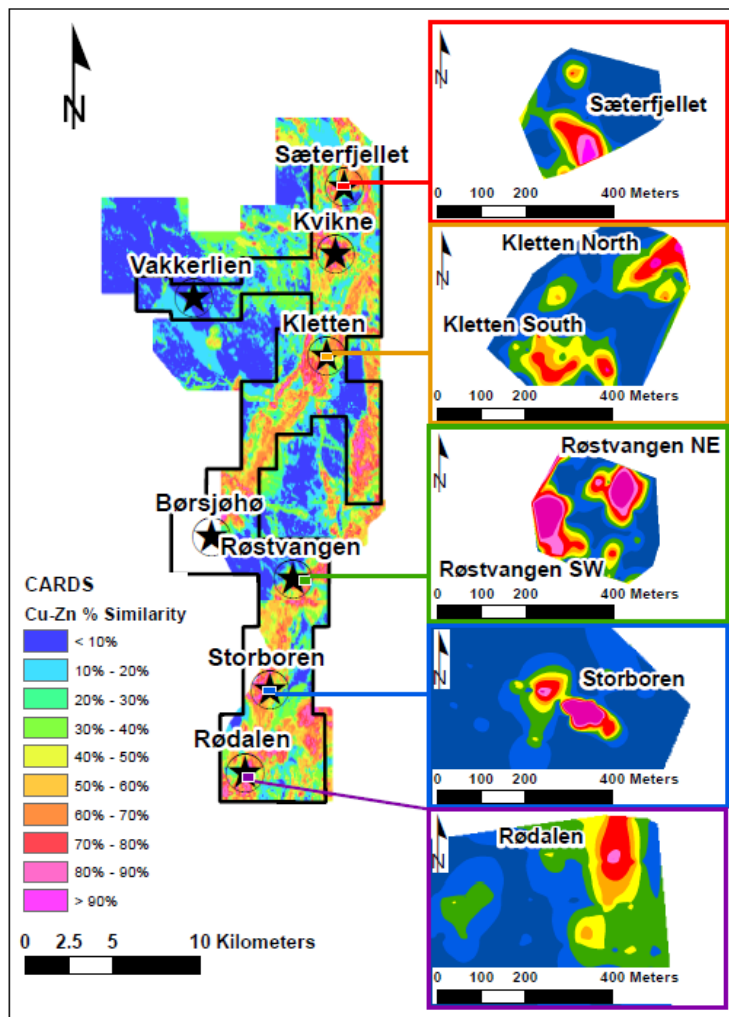 N
Sæterfjellet
Kvikne
Vakkerlien
Kletten
Børsjøhø
Røstvangen
Storboren
Rødalen
CARDS
Cu-Zn % Similarity
< 10%
10% - 20%
20% - 30%
30% - 40%
40% - 50%
50% - 60%
60% - 70%
70% - 80%
80% - 90%
> 90%
0 2.5 5 10 Kilometers
N
Sæterfjellet
0 100 200 400 Meters
N
Kletten North
Kletten South
0 100 200 400 Meters
N
Røstvangen NE
Røstvangen SW
0 100 200 400 Meters
N
Storboren
0 100 200 400 Meters
N
Rødalen
0 100 200 400 Meters